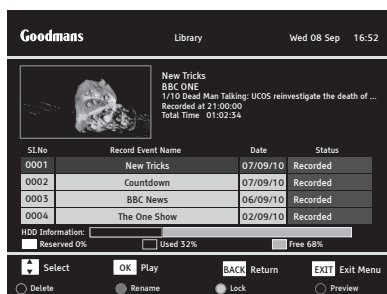 Goodmans Library Wed 08 Sep 16:52
New Tricks
BBC ONE
1/10 Dead Man Talking: UCOS reinvestigate the death of ...
Recorded at 21:00:00
Total Time 01:02:34
SI.No Record Event Name Date Status
0001 New Tricks 07/09/10 Recorded
0002 Countdown 07/09/10 Recorded
0003 BBC News 06/09/10 Recorded
0004 The One Show 02/09/10 Recorded
HDD Information:
Reserved 0% Used 32% Free 68%
Select OK Play BACK Return EXIT Exit Menu
Delete Rename Lock Preview